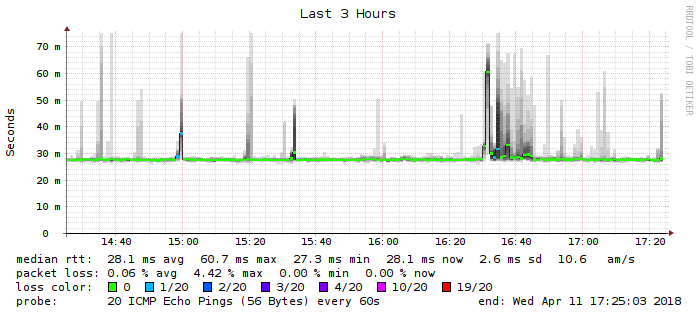 Last 3 Hours
RRDTOOL / TOBI OETIKER
Seconds
70 m
60 m
50 m
40 m
30 m
20 m
10 m
0
14:40 15:00 15:20 15:40 16:00 16:20 16:40 17:00 17:20
median rtt: 28.1 ms avg 60.7 ms max 27.3 ms min 28.1 ms now 2.6 ms sd 10.6 am/s
packet loss: 0.06 % avg 4.42 % max 0.00 % min 0.00 % now
loss color: 0 1/20 2/20 3/20 4/20 10/20 19/20
probe: 20 ICMP Echo Pings (56 Bytes) every 60s end: Wed Apr 11 17:25:03 2018